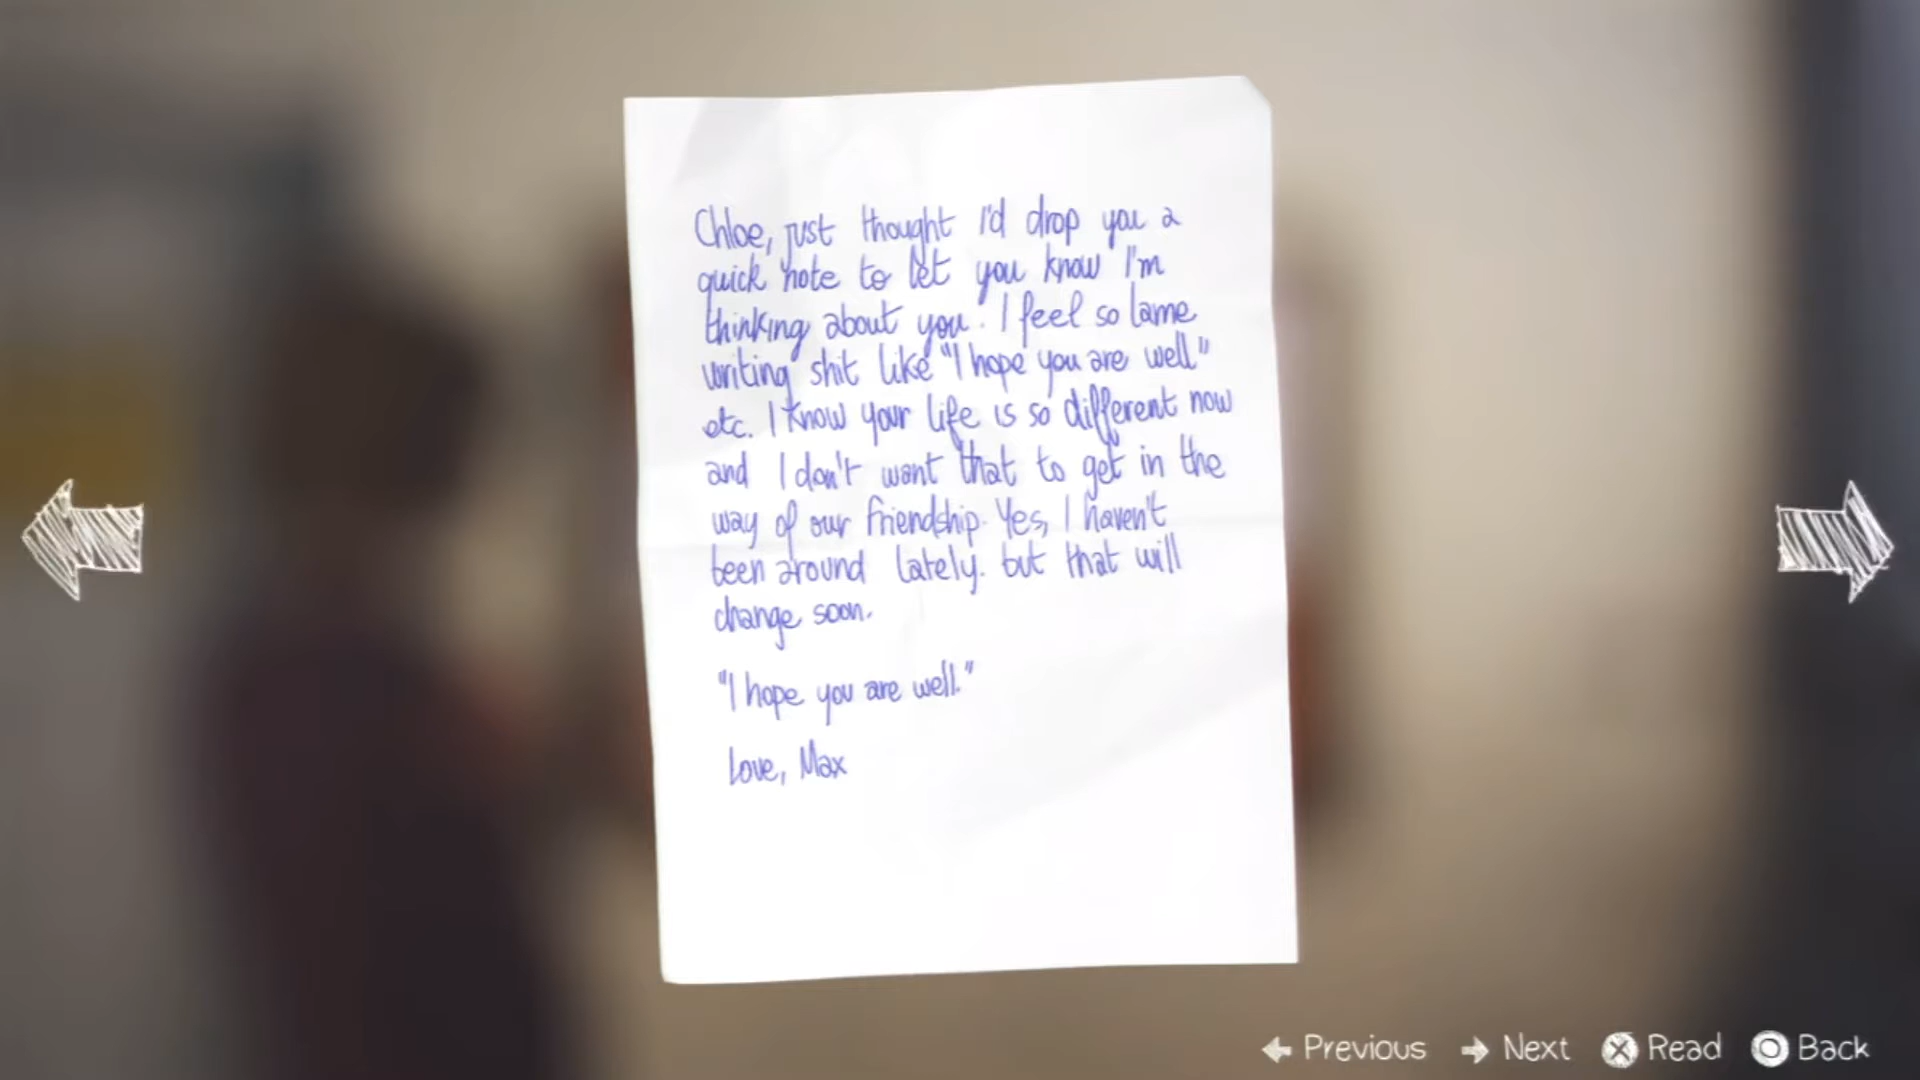 Chloe, just thought I'd drop you a
quick note to let you know I'm
thinking about you. I feel so lame
writing shit like "I hope you are well"
etc. I know your life is so different now
and I don't want that to get in the
way of our friendship. Yes, I haven't
been around lately. but that will
change soon.
"I hope you are well."
Love, Max
Previous Next Read Back